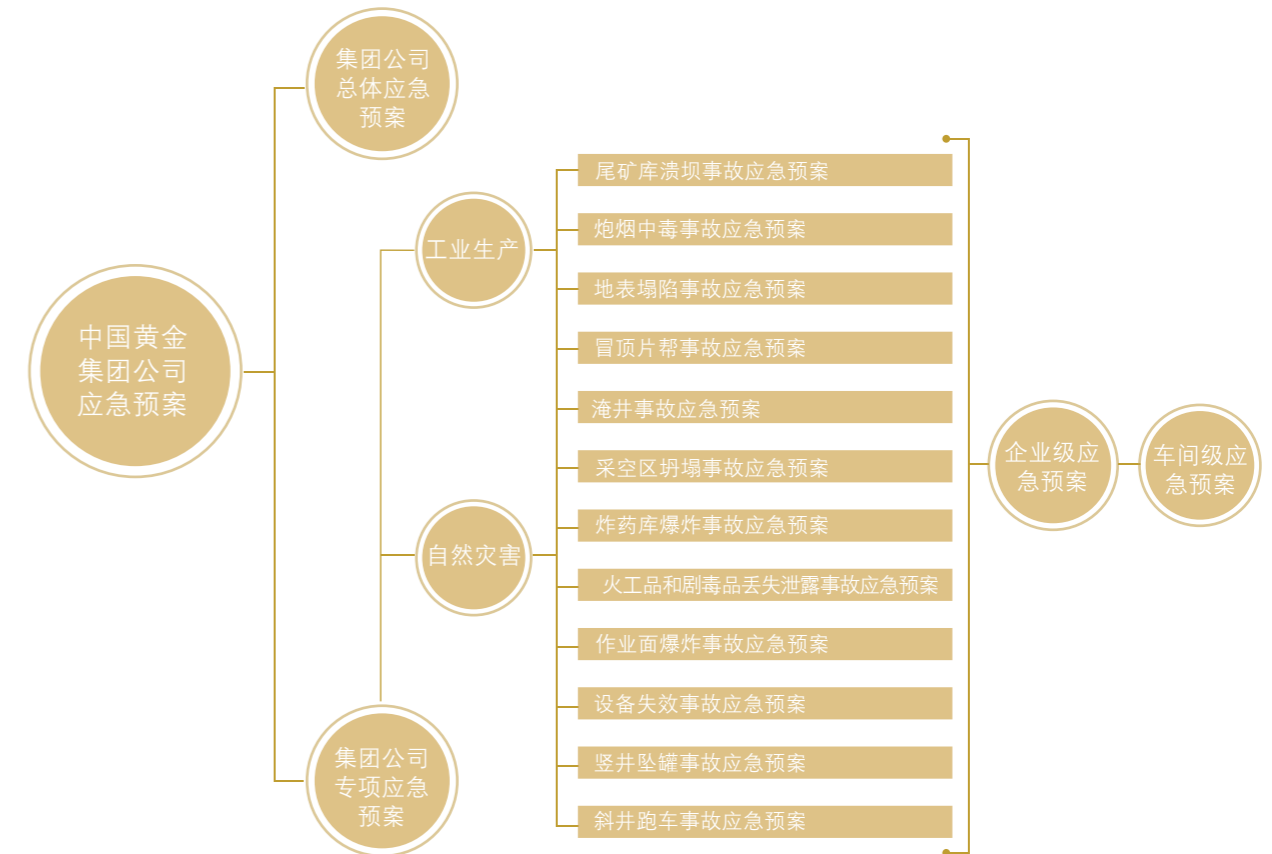 集团公司
总体应急
预案
中国黄金
集团公司
应急预案
工业生产
自然灾害
集团公司
专项应急
预案
尾矿库溃坝事故应急预案
炮烟中毒事故应急预案
地表塌陷事故应急预案
冒顶片帮事故应急预案
淹井事故应急预案
采空区坍塌事故应急预案
炸药库爆炸事故应急预案
火工品和剧毒品丢失泄露事故应急预案
作业面爆炸事故应急预案
设备失效事故应急预案
竖井坠罐事故应急预案
斜井跑车事故应急预案
企业级应
急预案
车间级应
急预案